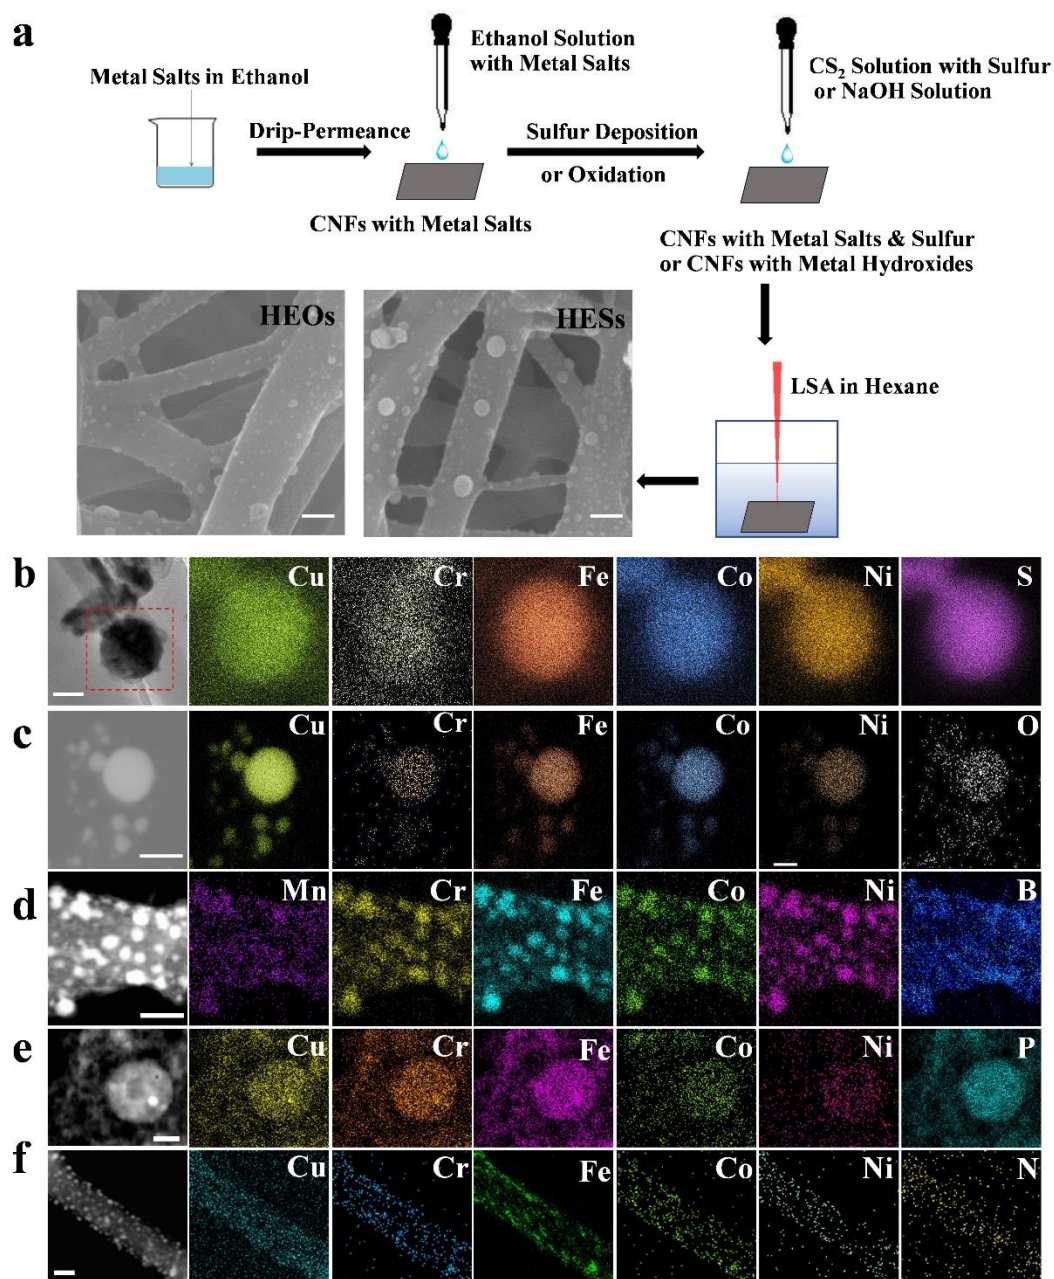 a
Metal Salts in Ethanol
Drip-Permeance
Ethanol Solution
with Metal Salts
CNFs with Metal Salts
Sulfur Deposition
or Oxidation
CS₂ Solution with Sulfur
or NaOH Solution
CNFs with Metal Salts & Sulfur
or CNFs with Metal Hydroxides
LSA in Hexane
HEOs
HESs
b
Cu
Cr
Fe
Co
Ni
S
c
Cu
Cr
Fe
Co
Ni
O
d
Mn
Cr
Fe
Co
Ni
B
e
Cu
Cr
Fe
Co
Ni
P
f
Cu
Cr
Fe
Co
Ni
N